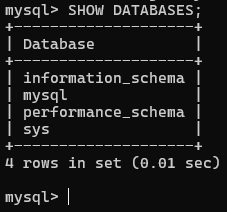 mysql> SHOW DATABASES;
+--------------------+
| Database           |
+--------------------+
| information_schema |
| mysql              |
| performance_schema |
| sys                |
+--------------------+
4 rows in set (0.01 sec)
mysql>